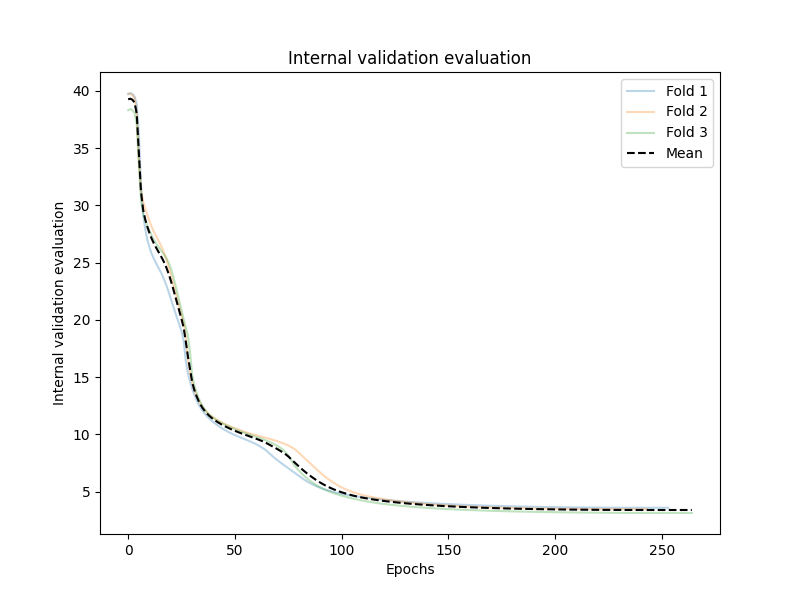 Internal validation evaluation
Fold 1
Fold 2
Fold 3
Mean
Internal validation evaluation
40
35
30
25
20
15
10
5
0 50 100 150 200 250
Epochs